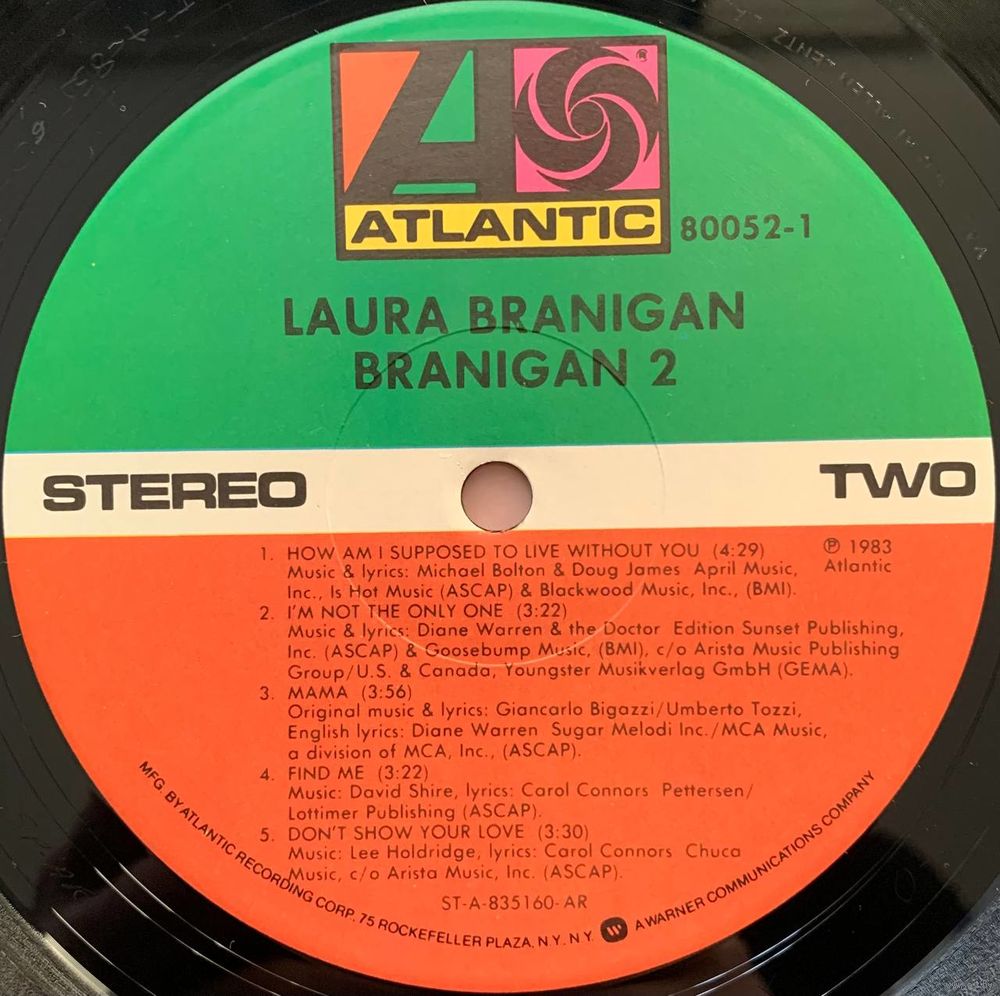 ATLANTIC
80052-1
LAURA BRANIGAN
BRANIGAN 2
STEREO
TWO
1. HOW AM I SUPPOSED TO LIVE WITHOUT YOU (4:29)
Music & lyrics: Michael Bolton & Doug James April Music,
Inc., Is Hot Music (ASCAP) & Blackwood Music, Inc., (BMI).
2. I'M NOT THE ONLY ONE (3:22)
Music & lyrics: Diane Warren & the Doctor Edition Sunset Publishing,
Inc. (ASCAP) & Goosebump Music, (BMI), c/o Arista Music Publishing
Group/U.S. & Canada, Youngster Musikverlag GmbH (GEMA).
3. MAMA (3:56)
Original music & lyrics: Giancarlo Bigazzi/Umberto Tozzi,
English lyrics: Diane Warren Sugar Melodi Inc./MCA Music,
a division of MCA, Inc., (ASCAP).
4. FIND ME (3:22)
Music: David Shire, lyrics: Carol Connors Pettersen/
Lottimer Publishing (ASCAP).
5. DON'T SHOW YOUR LOVE (3:30)
Music: Lee Holdridge, lyrics: Carol Connors Chuca
Music, c/o Arista Music, Inc. (ASCAP).
℗ 1983
Atlantic
ST-A-835160-AR
MFG. BY ATLANTIC RECORDING CORP. 75 ROCKEFELLER PLAZA, N.Y. N.Y. A WARNER COMMUNICATIONS COMPANY